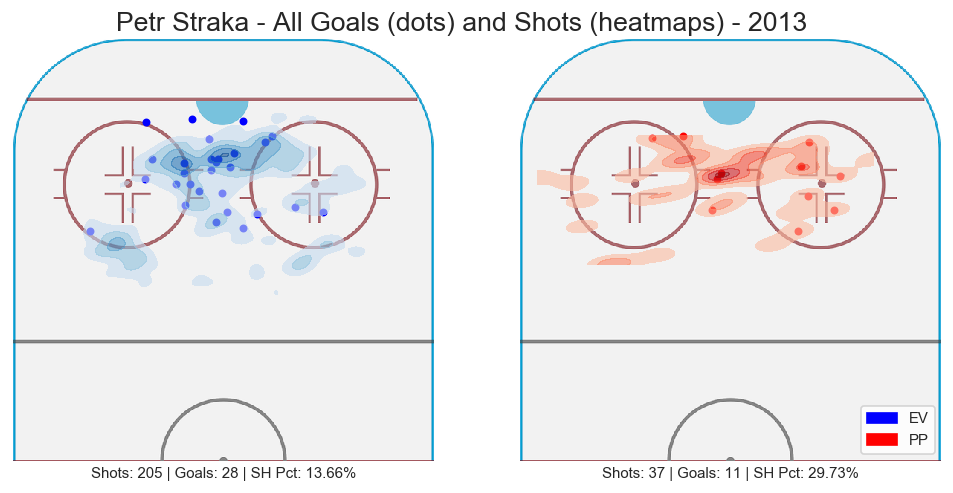 Petr Straka - All Goals (dots) and Shots (heatmaps) - 2013
EV
PP
Shots: 205 | Goals: 28 | SH Pct: 13.66%
Shots: 37 | Goals: 11 | SH Pct: 29.73%